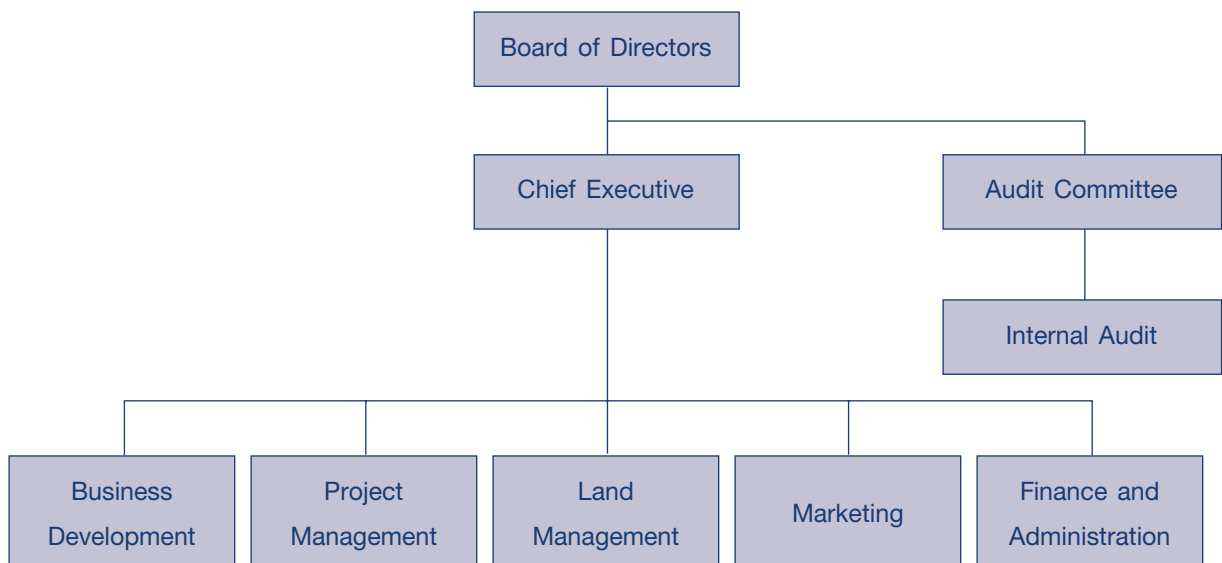 Board of Directors
Chief Executive
Audit Committee
Internal Audit
Business
Development
Project
Management
Land
Management
Marketing
Finance and
Administration